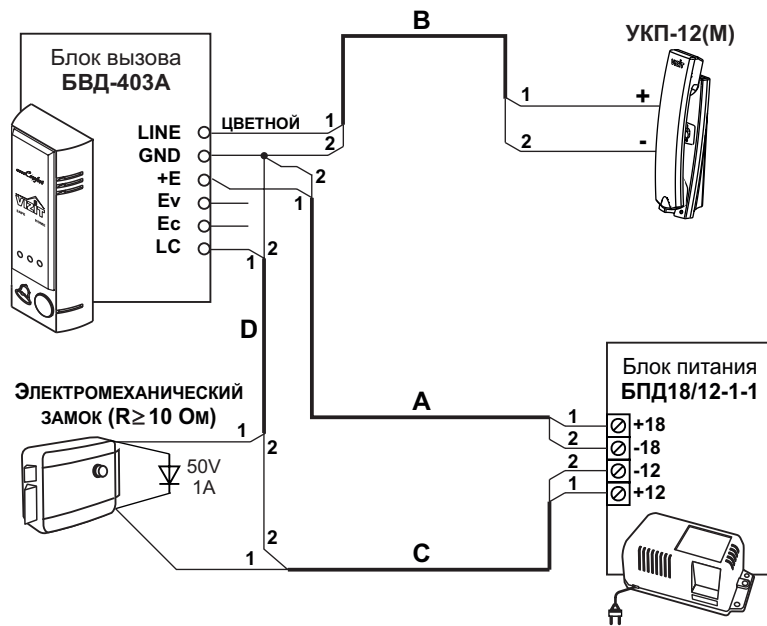 B
УКП-12(М)
Блок вызова
БВД-403А
LINE
GND
+E
Ev
Ec
LC
ЦВЕТНОЙ
1
2
1
2
+
-
2
1
1
2
VIZIT
VIZIT
D
A
ЭЛЕКТРОМЕХАНИЧЕСКИЙ
ЗАМОК (R≥10 ОМ)
1
2
50V
1A
Блок питания
БПД18/12-1-1
1
2
2
1
+18
-18
-12
+12
1
2
C